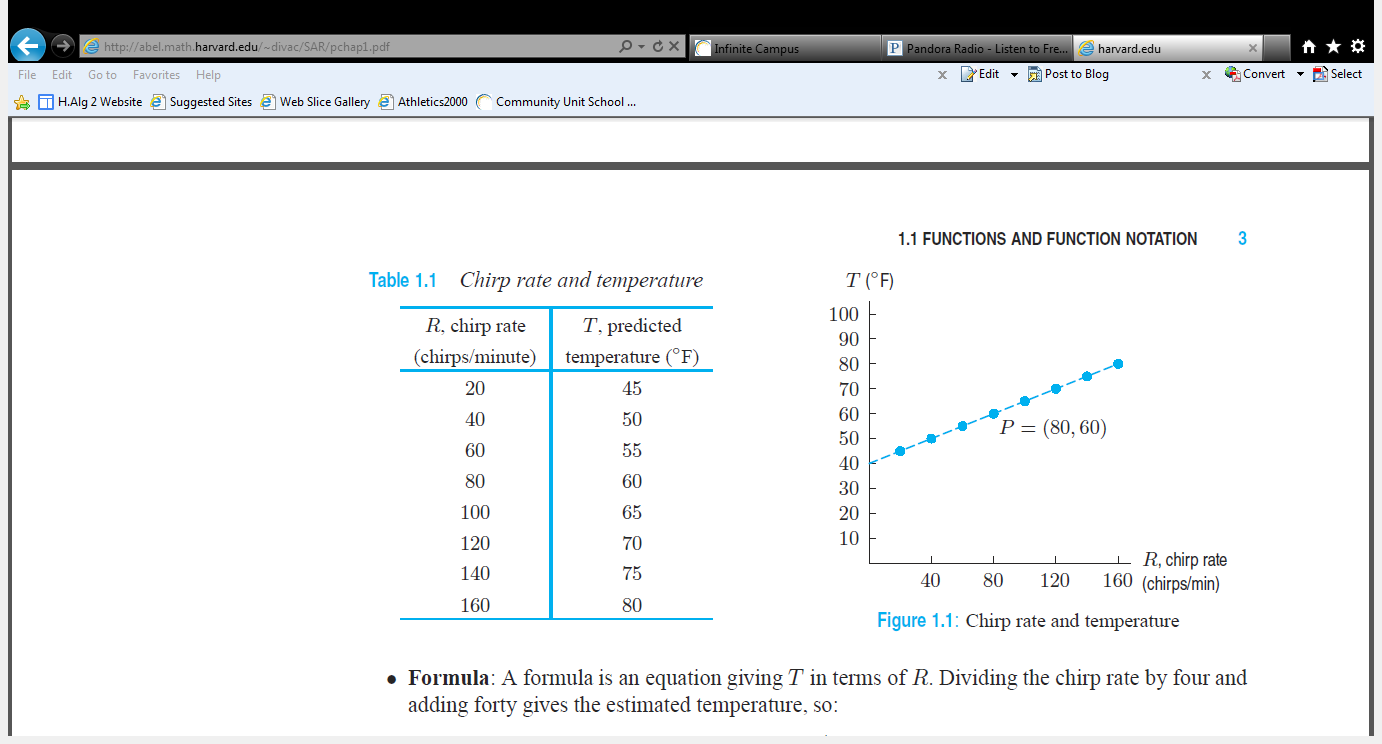 http://abel.math.harvard.edu/~divac/SAR/pchap1.pdf
Infinite Campus
P Pandora Radio - Listen to Fre...
harvard.edu
File Edit Go to Favorites Help
x Edit Post to Blog
x Convert Select
H.Alg 2 Website Suggested Sites Web Slice Gallery Athletics2000 Community Unit School ...
1.1 FUNCTIONS AND FUNCTION NOTATION 3
Table 1.1 Chirp rate and temperature
R, chirp rate T, predicted
(chirps/minute) temperature (°F)
20 45
40 50
60 55
80 60
100 65
120 70
140 75
160 80
T (°F)
100
90
80
70
60
50
40
30
20
10
P = (80, 60)
40 80 120 160
R, chirp rate
(chirps/min)
Figure 1.1: Chirp rate and temperature
• Formula: A formula is an equation giving T in terms of R. Dividing the chirp rate by four and
adding forty gives the estimated temperature, so: